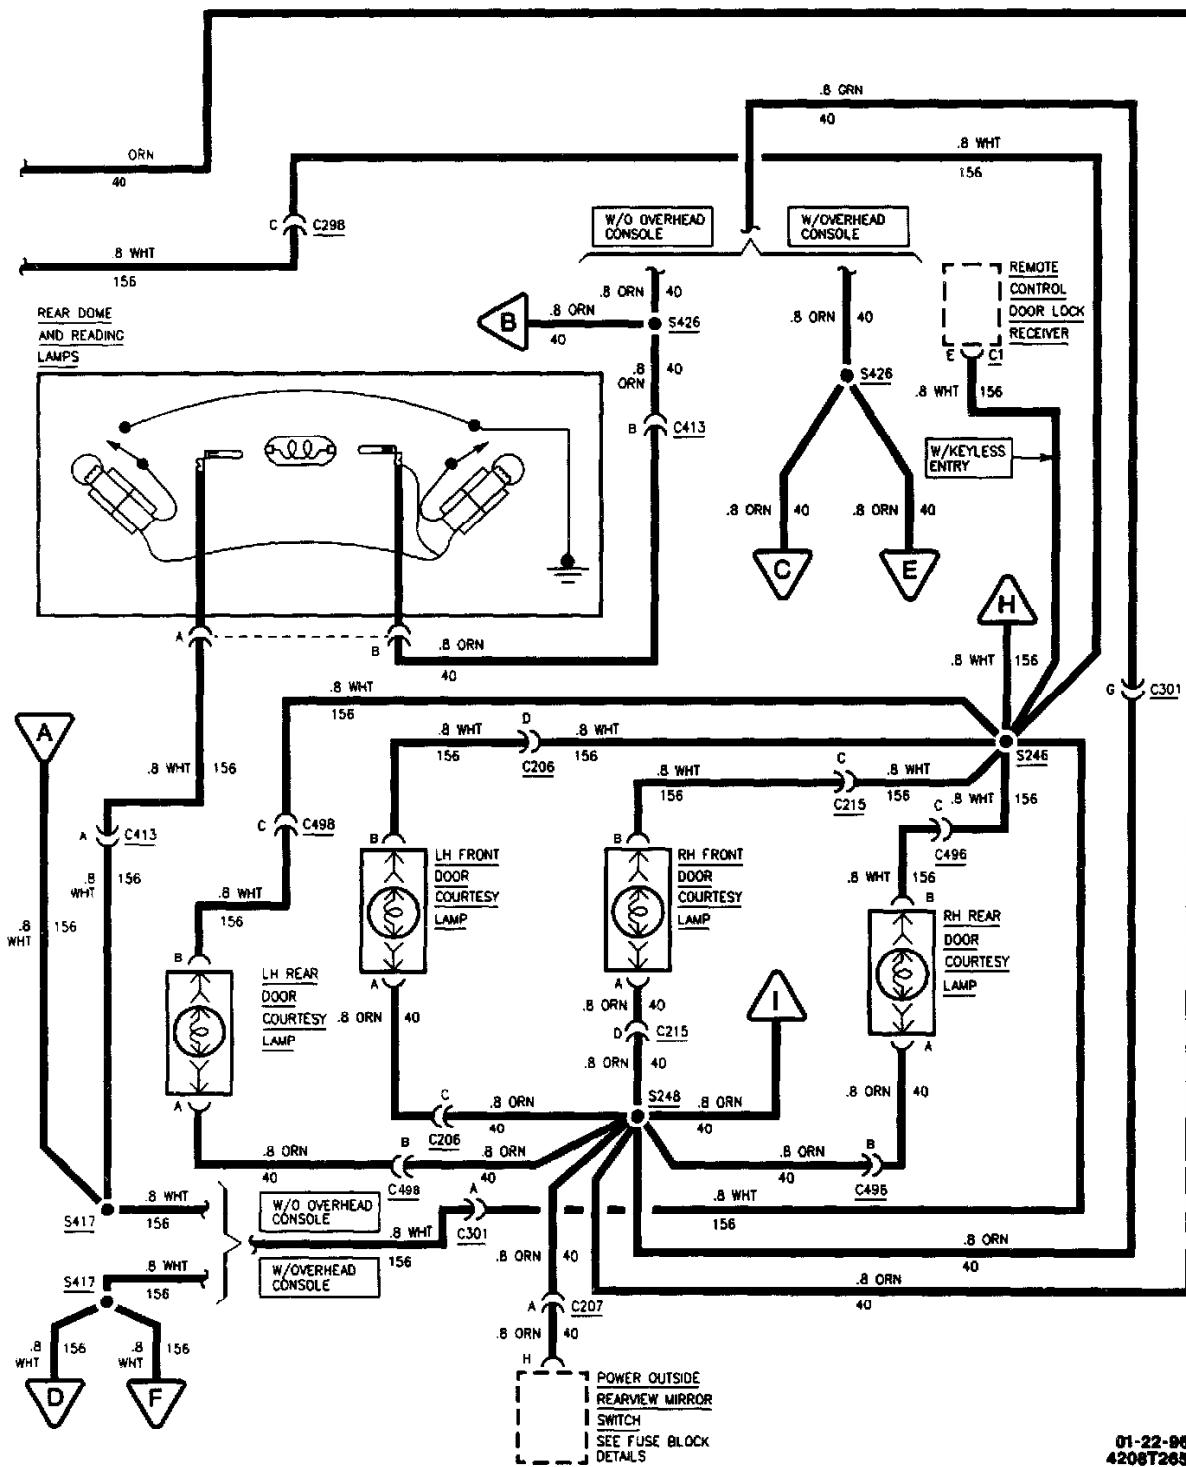 .8 ORN
40
ORN
40
.8 WHT
156
C C298
.8 WHT
156
W/O OVERHEAD
CONSOLE
W/OVERHEAD
CONSOLE
REMOTE
CONTROL
DOOR LOCK
RECEIVER
E C1
.8 ORN 40
B
.8 ORN
40
S426
.8 ORN 40
S426
REAR DOME
AND READING
LAMPS
.8
ORN 40
B C413
.8 WHT 156
W/KEYLESS
ENTRY
.8 ORN 40
.8 ORN 40
C
E
H
A
B
.8 ORN
40
.8 WHT 156
G C301
.8 WHT
156
A
D
.8 WHT
156
C206
.8 WHT
156
S246
.8 WHT 156
.8 WHT
156
C
C215
.8 WHT
156
.8 WHT 156
C
C496
A C413
C C498
.8
WHT 156
B
LH FRONT
DOOR
COURTESY
LAMP
A
B
RH FRONT
DOOR
COURTESY
LAMP
A
.8 WHT 156
B
RH REAR
DOOR
COURTESY
LAMP
A
.8 WHT
156
.8
WHT 156
B
LH REAR
DOOR
COURTESY
LAMP
A
.8 ORN 40
.8 ORN 40
D C215
.8 ORN 40
I
S248
.8 ORN
40
.8 ORN 40
C
C206
.8 ORN
40
.8 ORN
40
B
C498
.8 ORN
40
.8 ORN
40
B
C495
S417
.8 WHT
156
W/O OVERHEAD
CONSOLE
W/OVERHEAD
CONSOLE
.8 WHT
156
A
C301
.8 WHT
156
.8 ORN
40
S417
.8 WHT
156
.8 ORN 40
.8 ORN
40
A C207
.8 ORN 40
H
.8
WHT 156
.8
WHT 156
D
F
POWER OUTSIDE
REARVIEW MIRROR
SWITCH
SEE FUSE BLOCK
DETAILS
01-22-96
4208T265